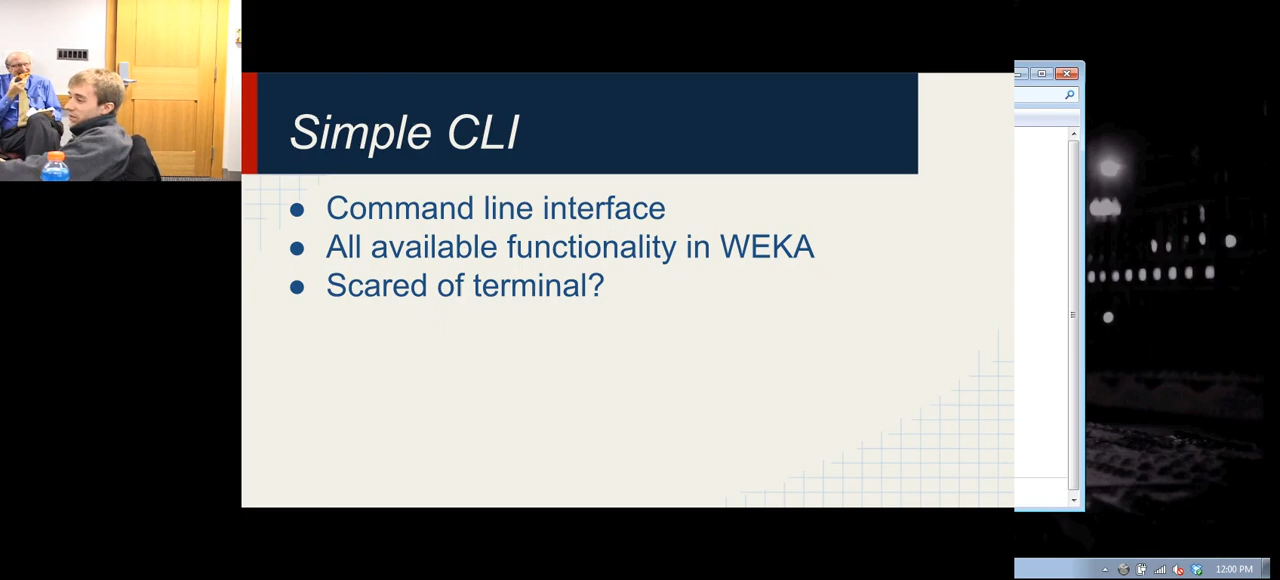 Simple CLI
● Command line interface
● All available functionality in WEKA
● Scared of terminal?
12:00 PM